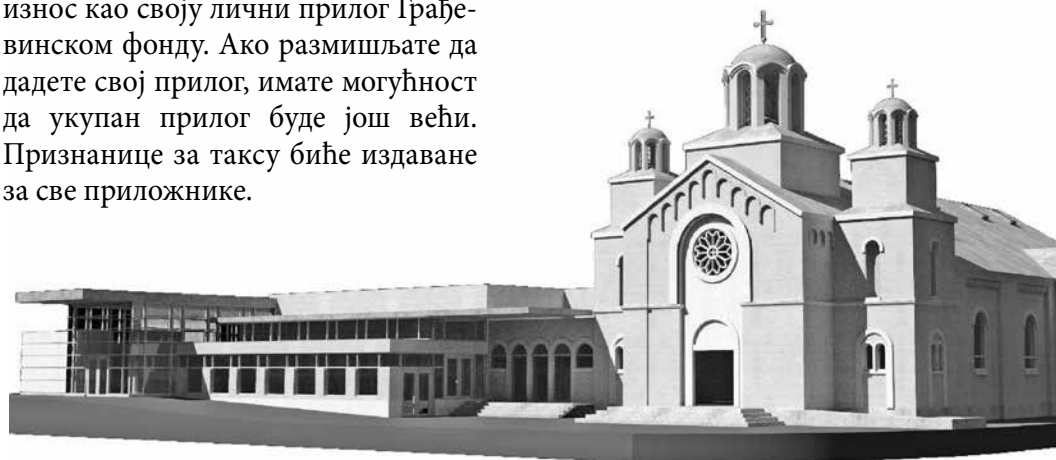 износ као своју лични прилог Грађе-
винском фонду. Ако размишљате да
дадете свој прилог, имате могућност
да укупан прилог буде још већи.
Признанице за таксу биће издаване
за све приложнике.